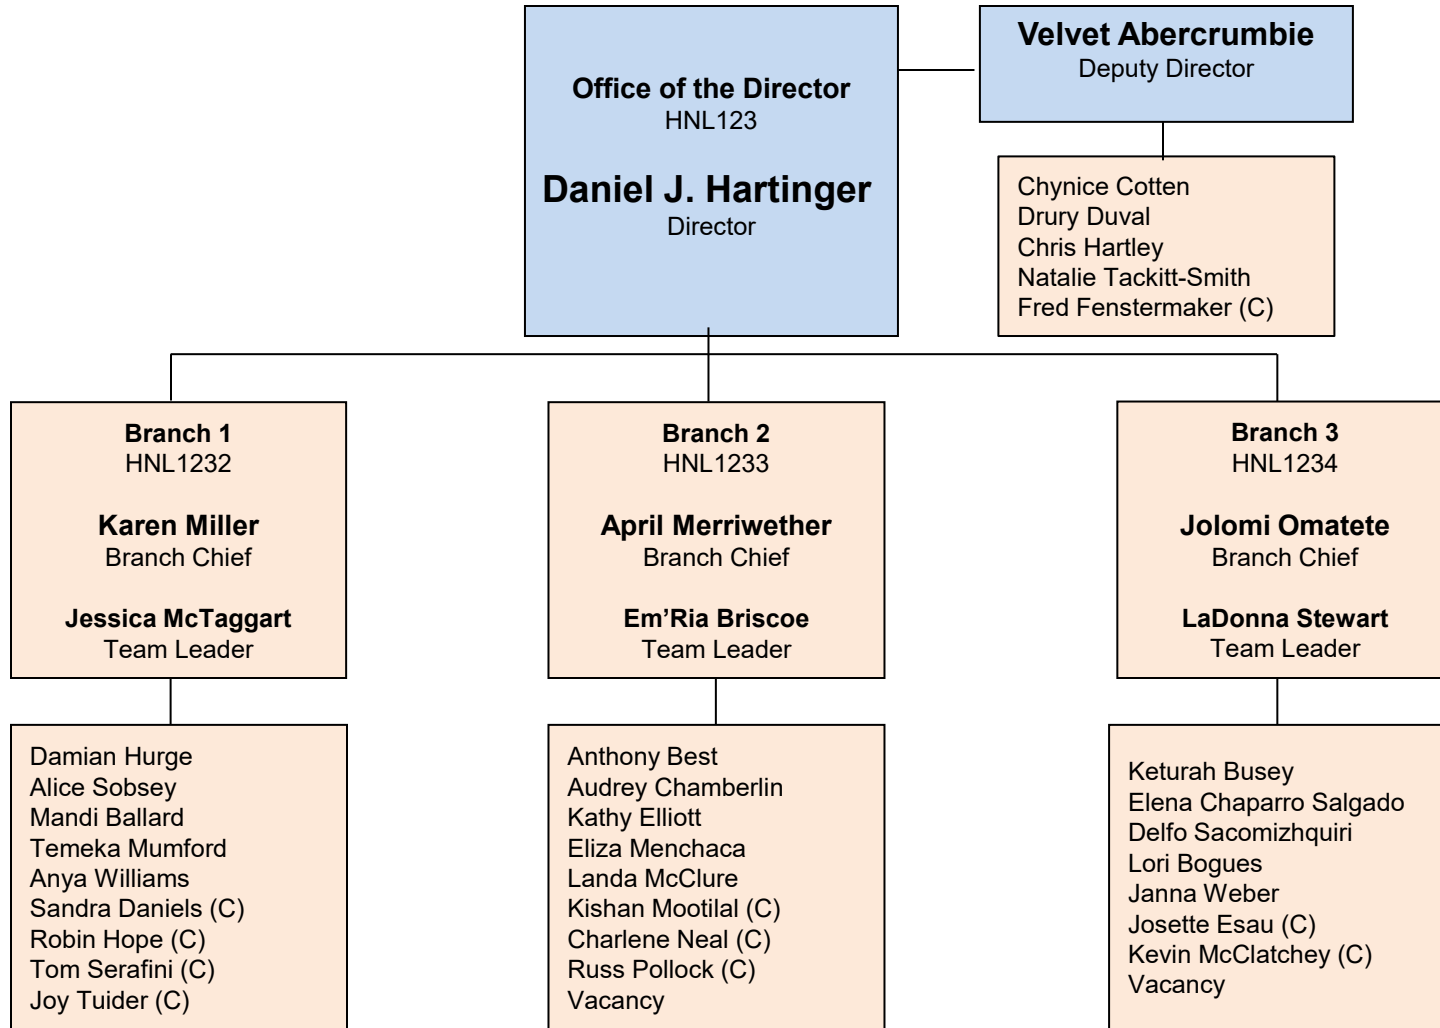 Office of the Director
HNL123
Daniel J. Hartinger
Director
Velvet Abercrumbie
Deputy Director
Chynice Cotten
Drury Duval
Chris Hartley
Natalie Tackitt-Smith
Fred Fenstermaker (C)
Branch 1
HNL1232
Karen Miller
Branch Chief
Jessica McTaggart
Team Leader
Damian Hurge
Alice Sobsey
Mandi Ballard
Temeka Mumford
Anya Williams
Sandra Daniels (C)
Robin Hope (C)
Tom Serafini (C)
Joy Tuider (C)
Branch 2
HNL1233
April Merriwether
Branch Chief
Em’Ria Briscoe
Team Leader
Anthony Best
Audrey Chamberlin
Kathy Elliott
Eliza Menchaca
Landa McClure
Kishan Mootilal (C)
Charlene Neal (C)
Russ Pollock (C)
Vacancy
Branch 3
HNL1234
Jolomi Omatete
Branch Chief
LaDonna Stewart
Team Leader
Keturah Busey
Elena Chaparro Salgado
Delfo Sacomizhquiri
Lori Bogues
Janna Weber
Josette Esau (C)
Kevin McClatchey (C)
Vacancy